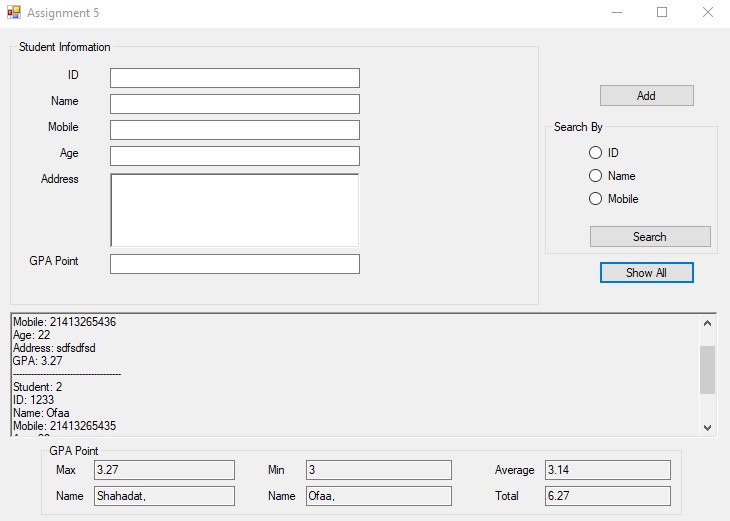 Assignment 5
Student Information
ID
Name
Mobile
Age
Address
GPA Point
Add
Search By
ID
Name
Mobile
Search
Show All
Mobile: 21413265436
Age: 22
Address: sdfsdfsd
GPA: 3.27
------------------------------------
Student: 2
ID: 1233
Name: Ofaa
Mobile: 21413265435
GPA Point
Max 3.27 Min 3 Average 3.14
Name Shahadat, Name Ofaa, Total 6.27